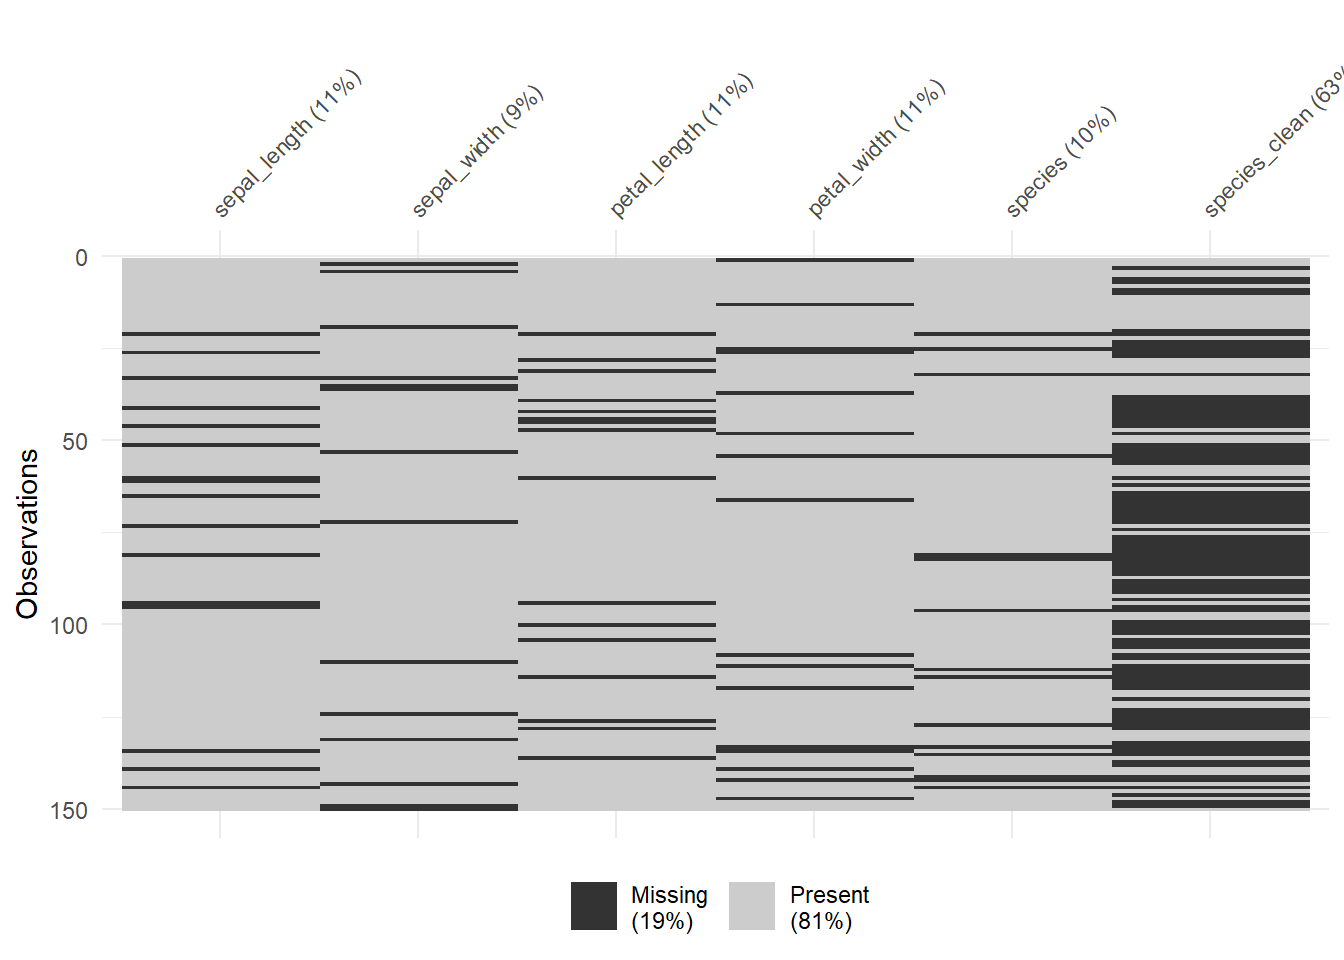 sepal_length (11%)
sepal_width (9%)
petal_length (11%)
petal_width (11%)
species (10%)
species_clean (63%
0
50
100
150
Observations
Missing
(19%)
Present
(81%)